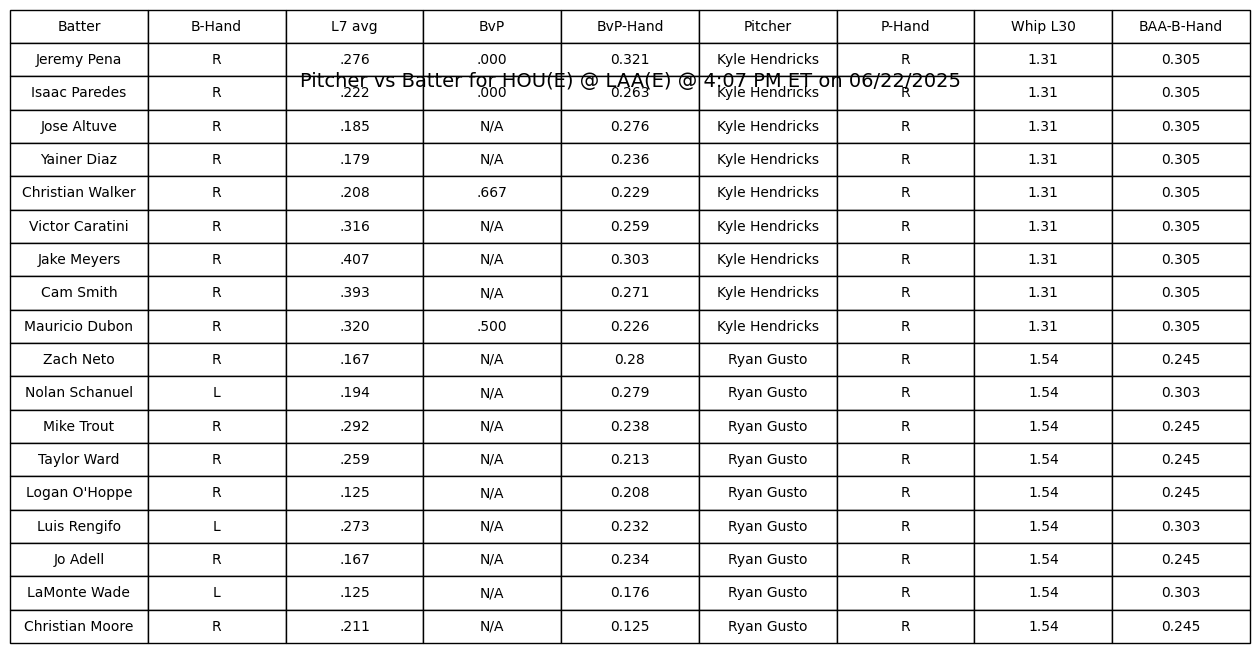 Batter B-Hand L7 avg BvP BvP-Hand Pitcher P-Hand Whip L30 BAA-B-Hand
Jeremy Pena R .276 .000 0.321 Kyle Hendricks R 1.31 0.305
Pitcher vs Batter for HOU(E) @ LAA(E) @ 4:07 PM ET on 06/22/2025
Isaac Paredes R .222 .000 0.263 Kyle Hendricks R 1.31 0.305
Jose Altuve R .185 N/A 0.276 Kyle Hendricks R 1.31 0.305
Yainer Diaz R .179 N/A 0.236 Kyle Hendricks R 1.31 0.305
Christian Walker R .208 .667 0.229 Kyle Hendricks R 1.31 0.305
Victor Caratini R .316 N/A 0.259 Kyle Hendricks R 1.31 0.305
Jake Meyers R .407 N/A 0.303 Kyle Hendricks R 1.31 0.305
Cam Smith R .393 N/A 0.271 Kyle Hendricks R 1.31 0.305
Mauricio Dubon R .320 .500 0.226 Kyle Hendricks R 1.31 0.305
Zach Neto R .167 N/A 0.28 Ryan Gusto R 1.54 0.245
Nolan Schanuel L .194 N/A 0.279 Ryan Gusto R 1.54 0.303
Mike Trout R .292 N/A 0.238 Ryan Gusto R 1.54 0.245
Taylor Ward R .259 N/A 0.213 Ryan Gusto R 1.54 0.245
Logan O'Hoppe R .125 N/A 0.208 Ryan Gusto R 1.54 0.245
Luis Rengifo L .273 N/A 0.232 Ryan Gusto R 1.54 0.303
Jo Adell R .167 N/A 0.234 Ryan Gusto R 1.54 0.245
LaMonte Wade L .125 N/A 0.176 Ryan Gusto R 1.54 0.303
Christian Moore R .211 N/A 0.125 Ryan Gusto R 1.54 0.245